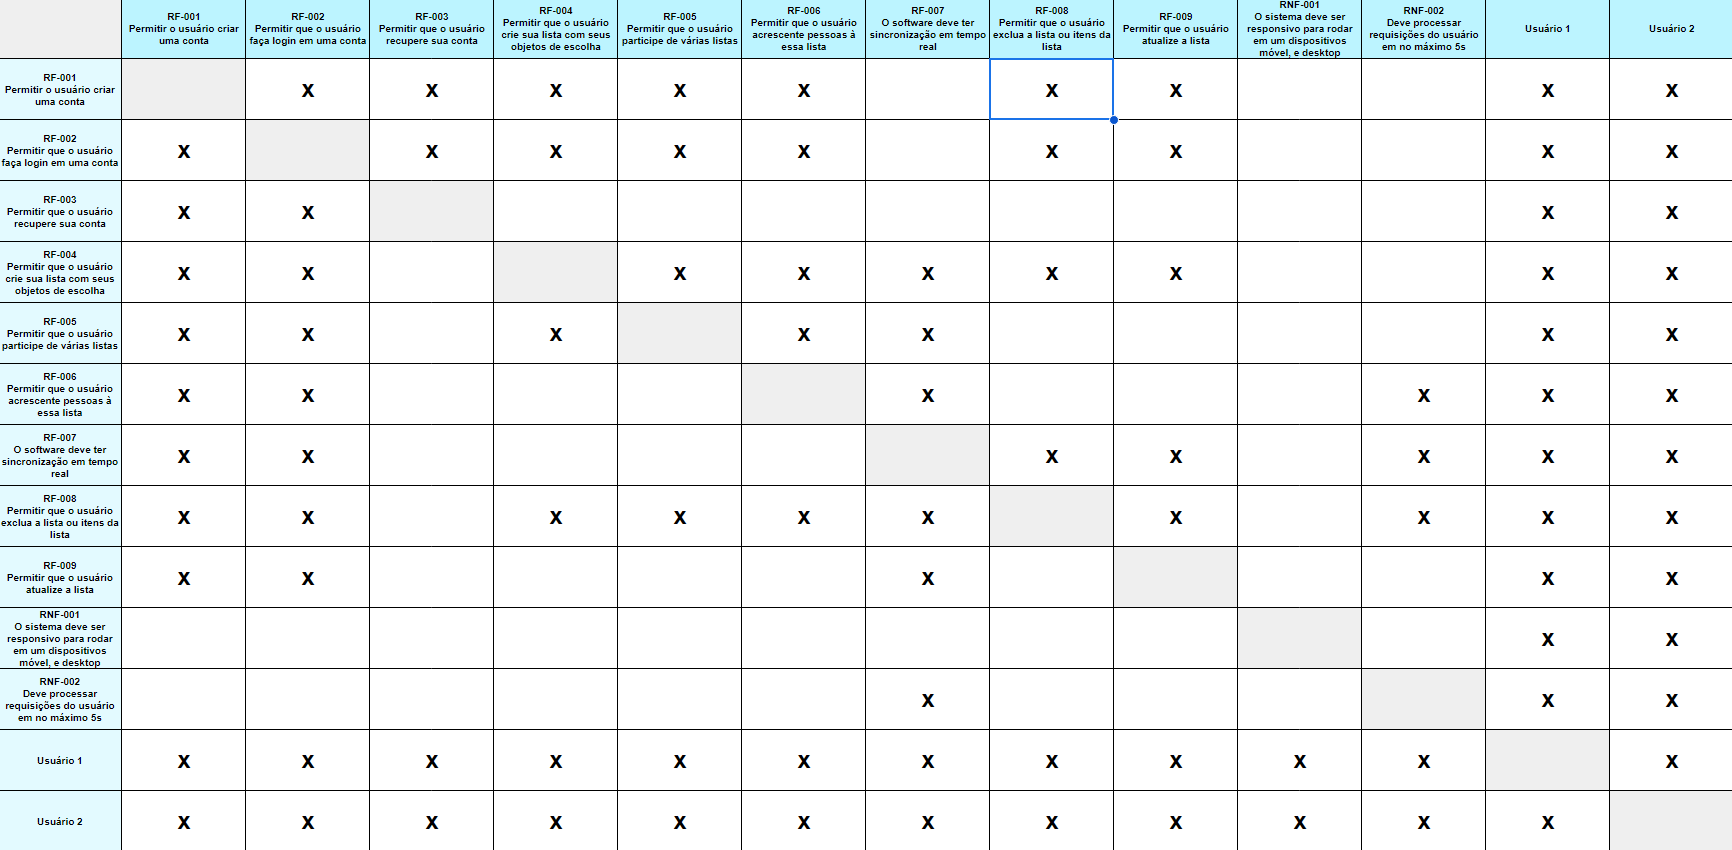 RF-001
Permitir o usuário criar
uma conta
RF-002
Permitir que o usuário
faça login em uma conta
RF-003
Permitir que o usuário
recupere sua conta
RF-004
Permitir que o usuário
crie sua lista com seus
objetos de escolha
RF-005
Permitir que o usuário
participe de várias listas
RF-006
Permitir que o usuário
acrescente pessoas à
essa lista
RF-007
O software deve ter
sincronização em tempo
real
RF-008
Permitir que o usuário
exclua a lista ou itens da
lista
RF-009
Permitir que o usuário
atualize a lista
RNF-001
O sistema deve ser
responsivo para rodar
em um dispositivos
móvel, e desktop
RNF-002
Deve processar
requisições do usuário
em no máximo 5s
Usuário 1
Usuário 2
RF-001
Permitir o usuário criar
uma conta
X X X X X X X X X
RF-002
Permitir que o usuário
faça login em uma conta
X X X X X X X X X
RF-003
Permitir que o usuário
recupere sua conta
X X X X
RF-004
Permitir que o usuário
crie sua lista com seus
objetos de escolha
X X X X X X X X X
RF-005
Permitir que o usuário
participe de várias listas
X X X X X X X
RF-006
Permitir que o usuário
acrescente pessoas à
essa lista
X X X X X X
RF-007
O software deve ter
sincronização em tempo
real
X X X X X X X
RF-008
Permitir que o usuário
exclua a lista ou itens da
lista
X X X X X X X X X X
RF-009
Permitir que o usuário
atualize a lista
X X X X X
RNF-001
O sistema deve ser
responsivo para rodar
em um dispositivos
móvel, e desktop
X X
RNF-002
Deve processar
requisições do usuário
em no máximo 5s
X X X
Usuário 1
X X X X X X X X X X X X
Usuário 2
X X X X X X X X X X X X